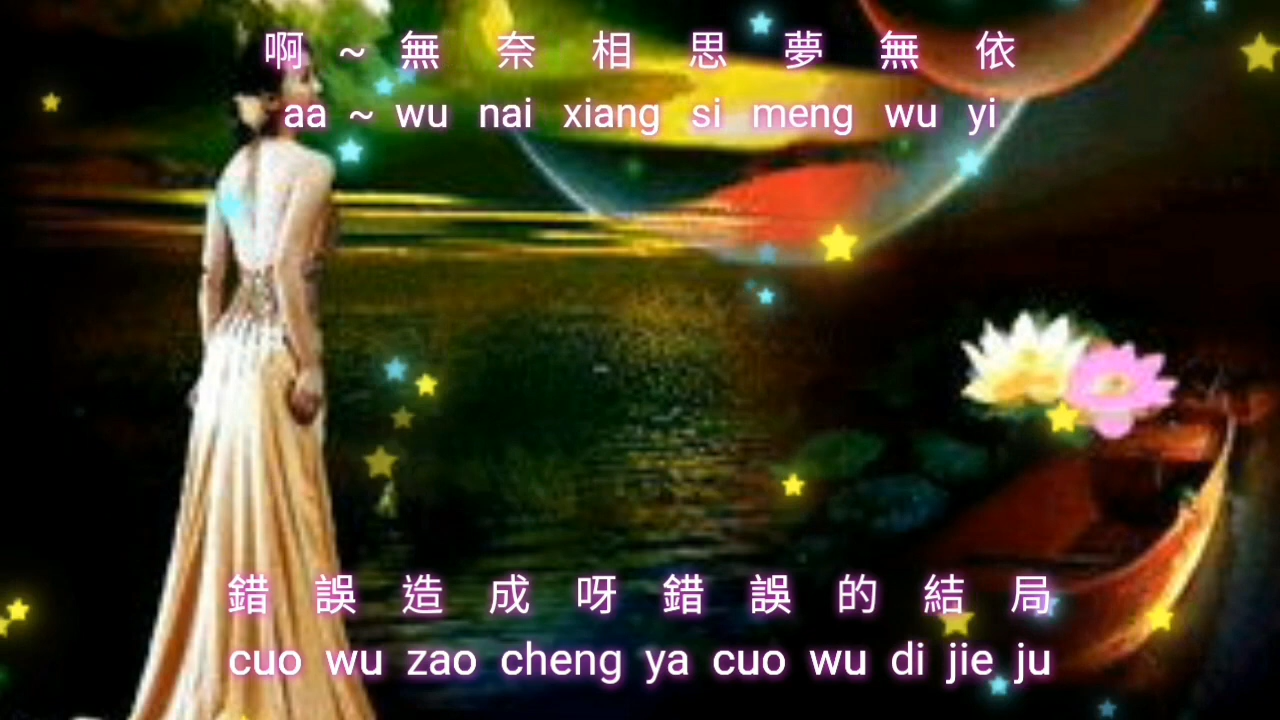 啊 ~ 無 奈 相 思 夢 無 依
aa ~ wu nai xiang si meng wu yi
錯 誤 造 成 呀 錯 誤 的 結 局
cuo wu zao cheng ya cuo wu di jie ju